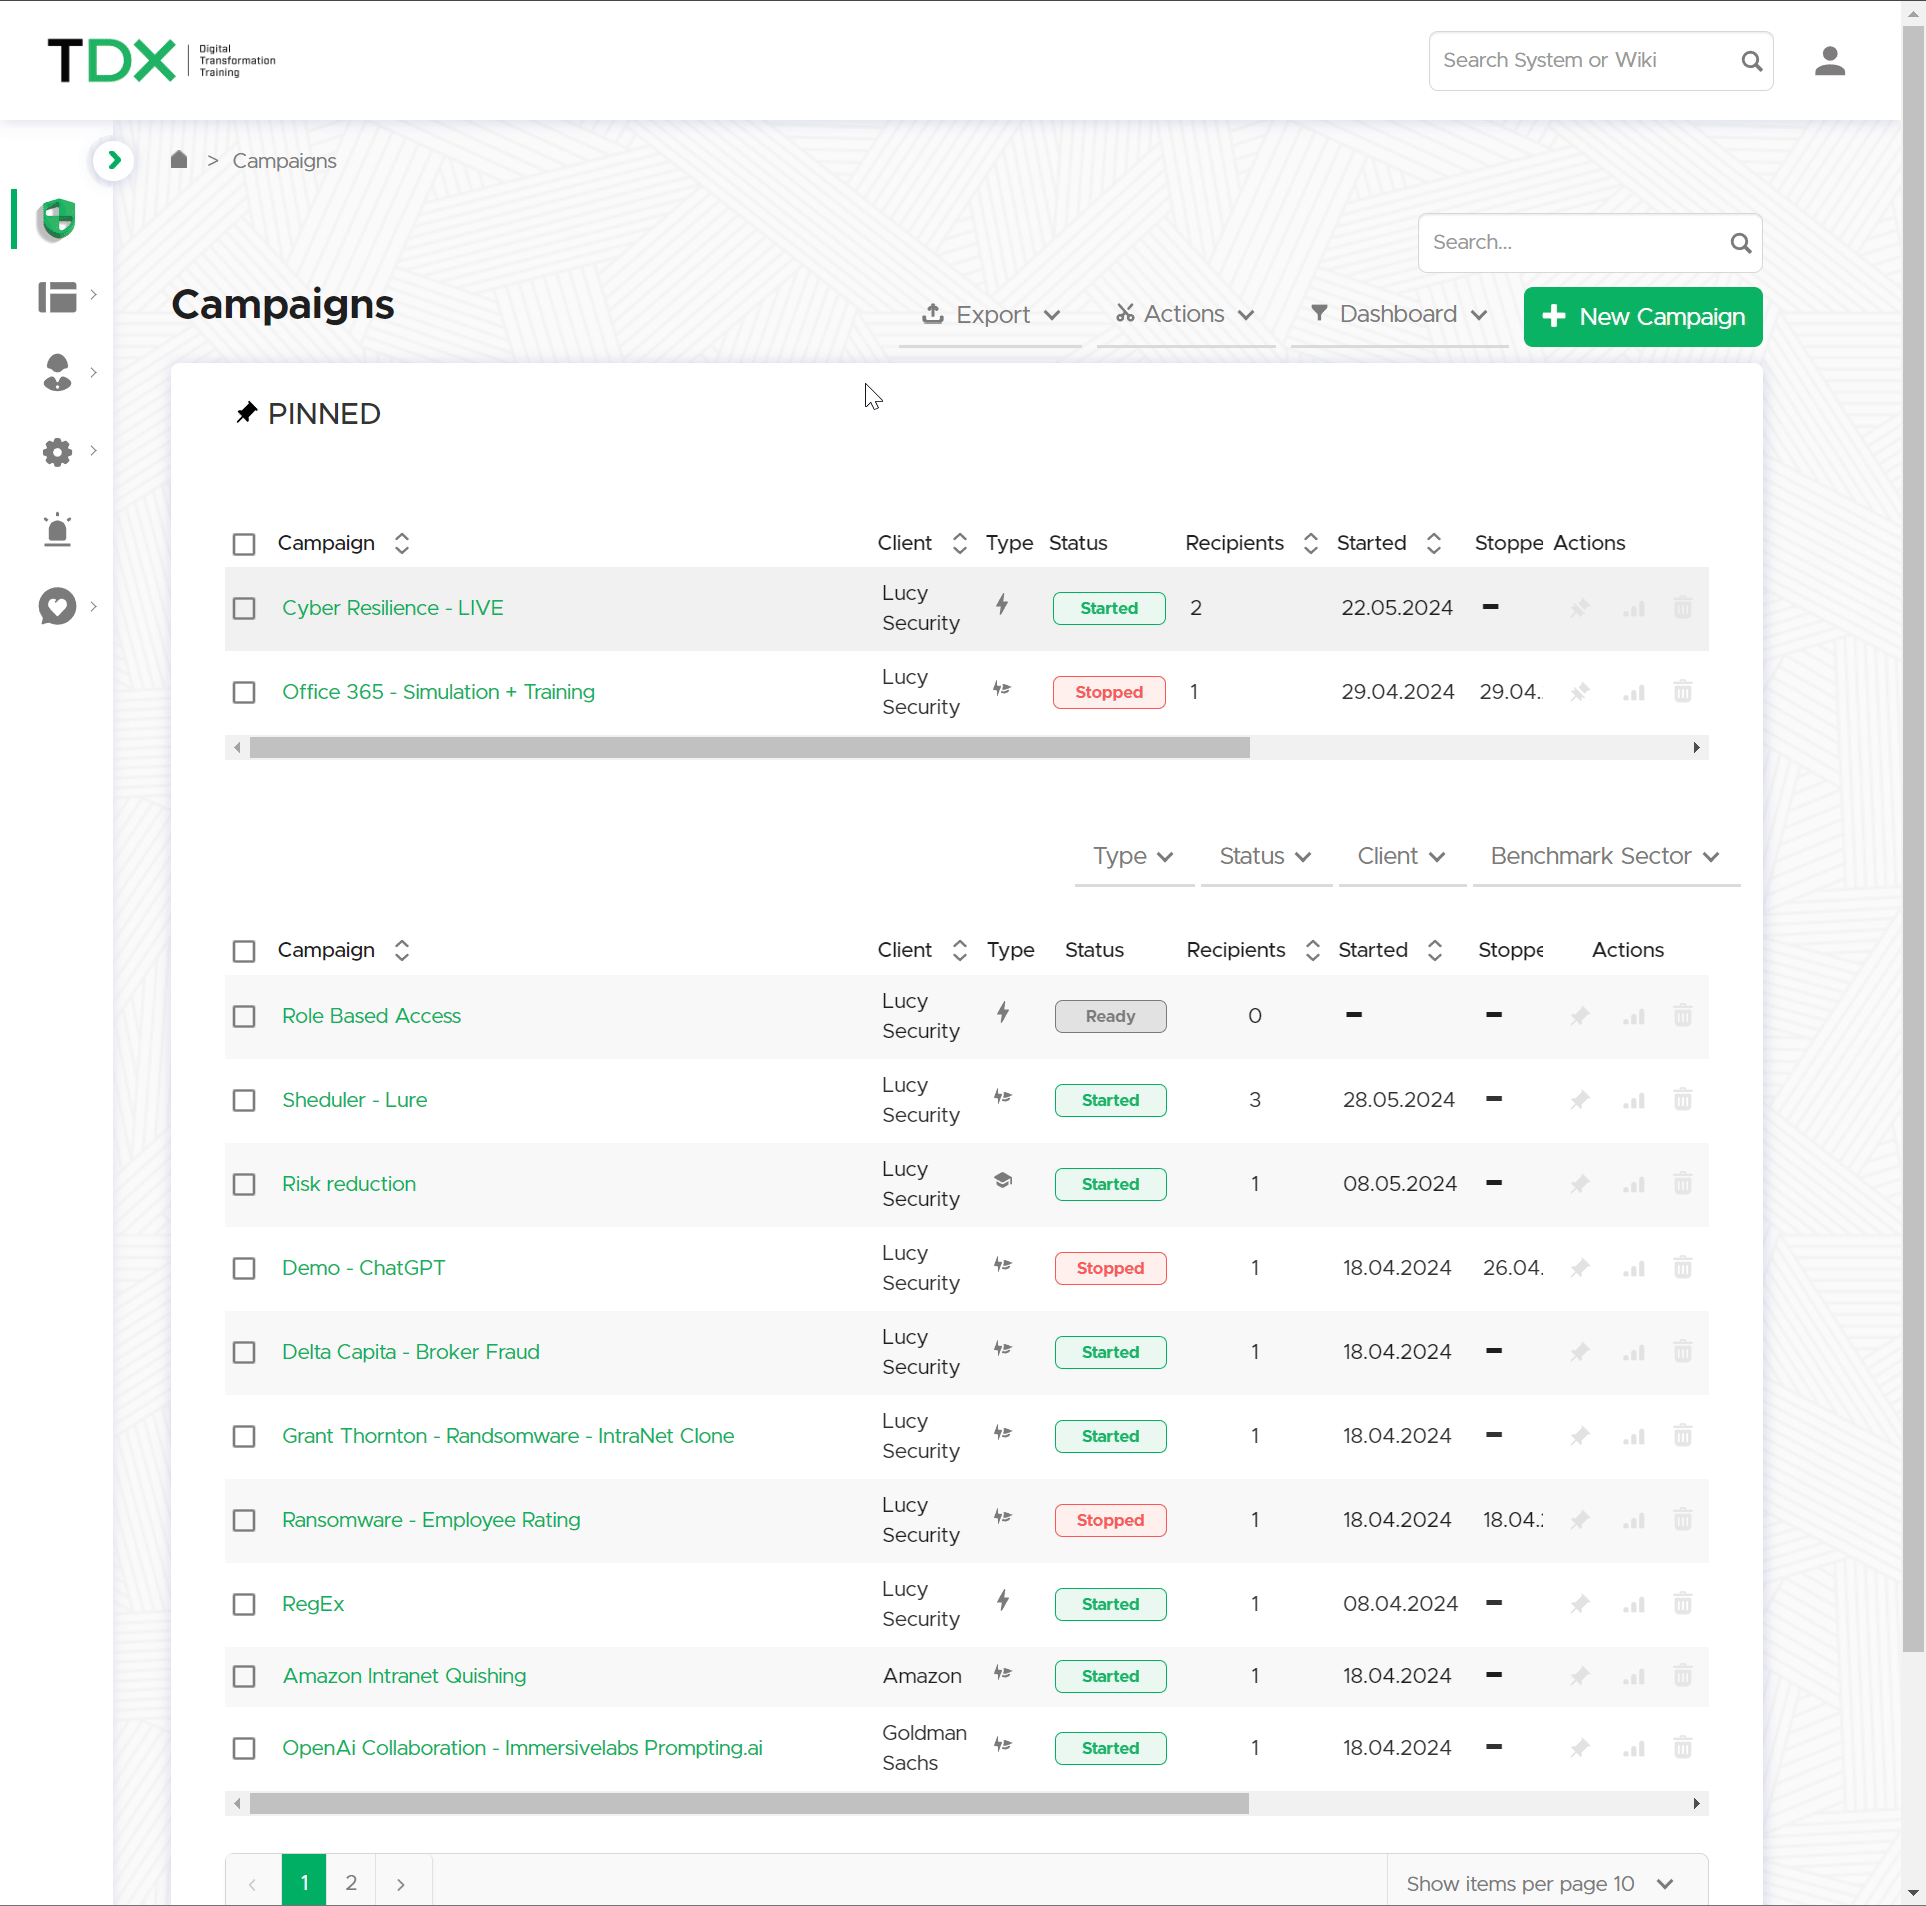 TDX Digital
Transformation
Training
Search System or Wiki
> Campaigns
Search...
Campaigns
Export Actions Dashboard New Campaign
PINNED
Campaign Client Type Status Recipients Started Stoppe Actions
Cyber Resilience - LIVE Lucy Security Started 2 22.05.2024 -
Office 365 - Simulation + Training Lucy Security Stopped 1 29.04.2024 29.04.
Type Status Client Benchmark Sector
Campaign Client Type Status Recipients Started Stoppe Actions
Role Based Access Lucy Security Ready 0 - -
Sheduler - Lure Lucy Security Started 3 28.05.2024 -
Risk reduction Lucy Security Started 1 08.05.2024 -
Demo - ChatGPT Lucy Security Stopped 1 18.04.2024 26.04.
Delta Capita - Broker Fraud Lucy Security Started 1 18.04.2024 -
Grant Thornton - Randsomware - IntraNet Clone Lucy Security Started 1 18.04.2024 -
Ransomware - Employee Rating Lucy Security Stopped 1 18.04.2024 18.04.
RegEx Lucy Security Started 1 08.04.2024 -
Amazon Intranet Quishing Amazon Started 1 18.04.2024 -
OpenAi Collaboration - Immersivelabs Prompting.ai Goldman Sachs Started 1 18.04.2024 -
‹ 1 2 › Show items per page 10